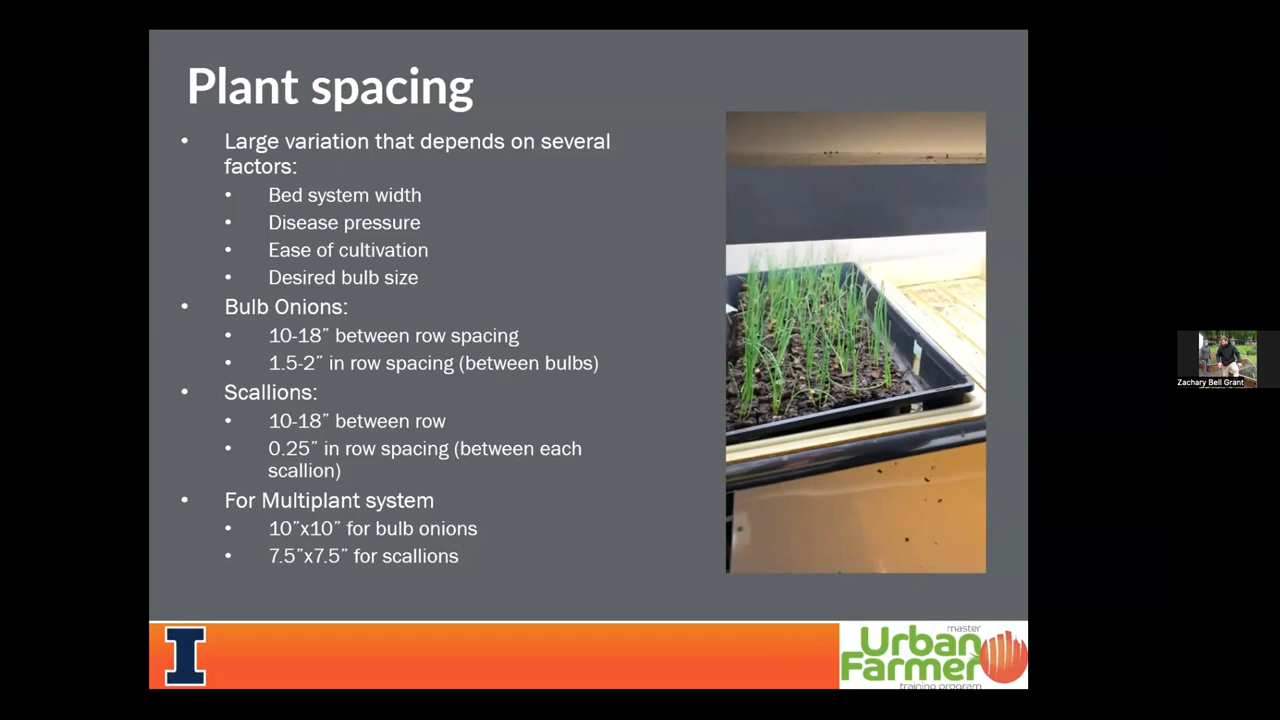 Plant spacing
• Large variation that depends on several
factors:
• Bed system width
• Disease pressure
• Ease of cultivation
• Desired bulb size
• Bulb Onions:
• 10-18” between row spacing
• 1.5-2” in row spacing (between bulbs)
• Scallions:
• 10-18” between row
• 0.25” in row spacing (between each
scallion)
• For Multiplant system
• 10”x10” for bulb onions
• 7.5”x7.5” for scallions
Zachary Bell Grant
I
master
Urban
Farmer
training program